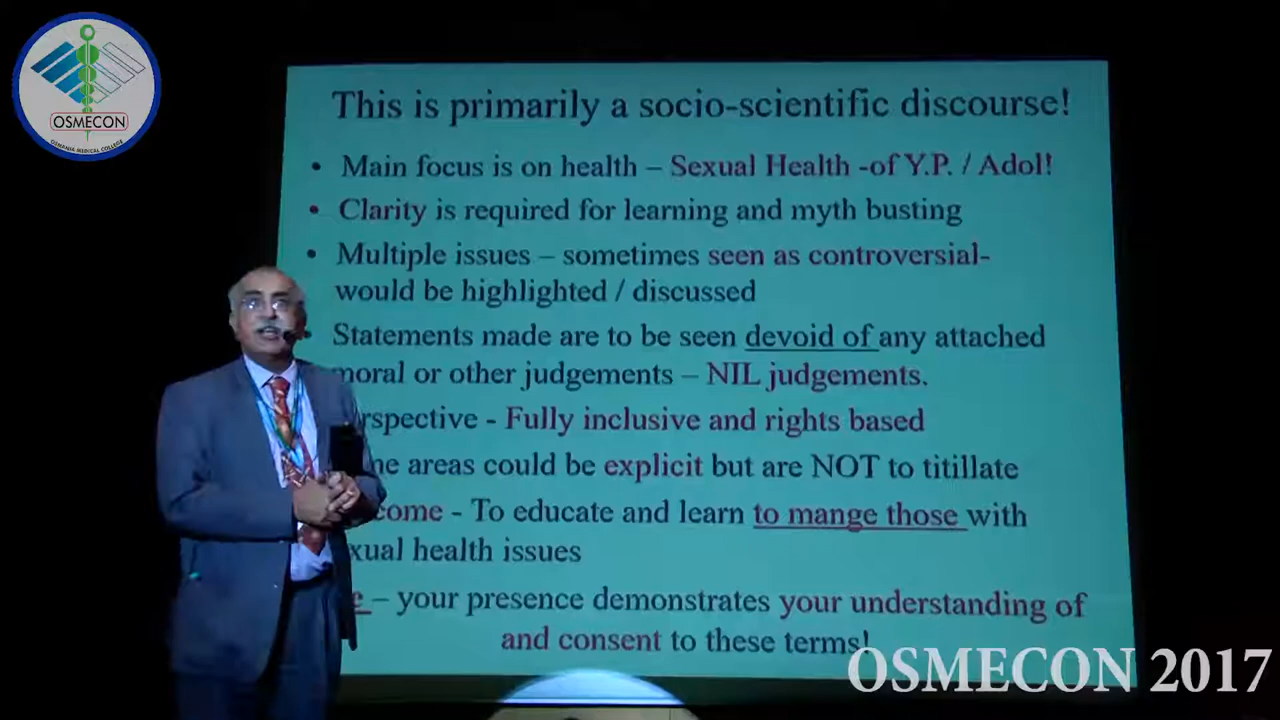 OSMECON
OSMANIA MEDICAL COLLEGE
This is primarily a socio-scientific discourse!
• Main focus is on health – Sexual Health -of Y.P. / Adol!
• Clarity is required for learning and myth busting
• Multiple issues – sometimes seen as controversial-
would be highlighted / discussed
Statements made are to be seen devoid of any attached
moral or other judgements – NIL judgements.
rspective - Fully inclusive and rights based
areas could be explicit but are NOT to titillate
come - To educate and learn to mange those with
xual health issues
e – your presence demonstrates your understanding of
and consent to these terms!
OSMECON 2017